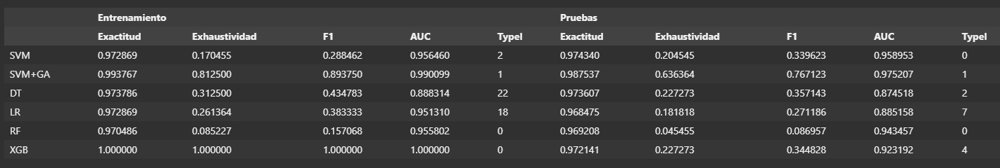 Entrenamiento Pruebas
Exactitud Exhaustividad F1 AUC TypeI Exactitud Exhaustividad F1 AUC TypeI
SVM 0.972869 0.170455 0.288462 0.956460 2 0.974340 0.204545 0.339623 0.958953 0
SVM+GA 0.993767 0.812500 0.893750 0.990099 1 0.987537 0.636364 0.767123 0.975207 1
DT 0.973786 0.312500 0.434783 0.888314 22 0.973607 0.227273 0.357143 0.874518 2
LR 0.972869 0.261364 0.383333 0.951310 18 0.968475 0.181818 0.271186 0.885158 7
RF 0.970486 0.085227 0.157068 0.955802 0 0.969208 0.045455 0.086957 0.943457 0
XGB 1.000000 1.000000 1.000000 1.000000 0 0.972141 0.227273 0.344828 0.923192 4